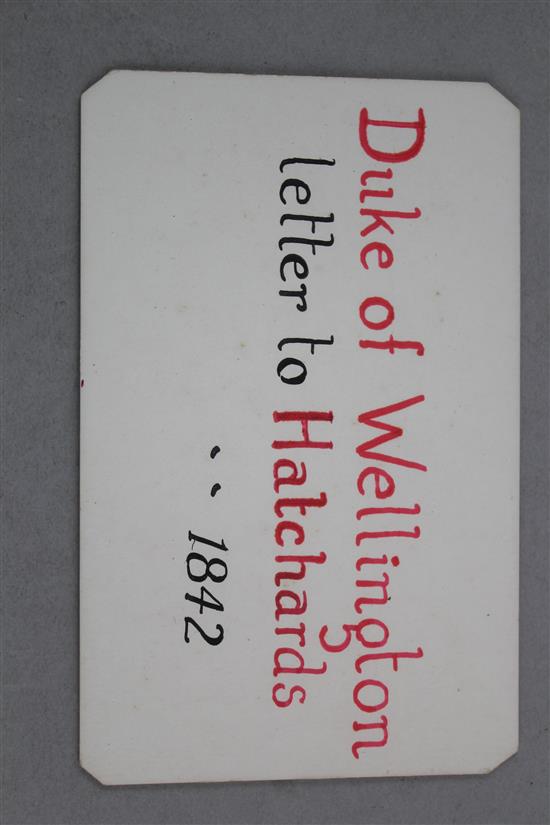 Duke of Wellington
letter to Hatchards
.. 1842